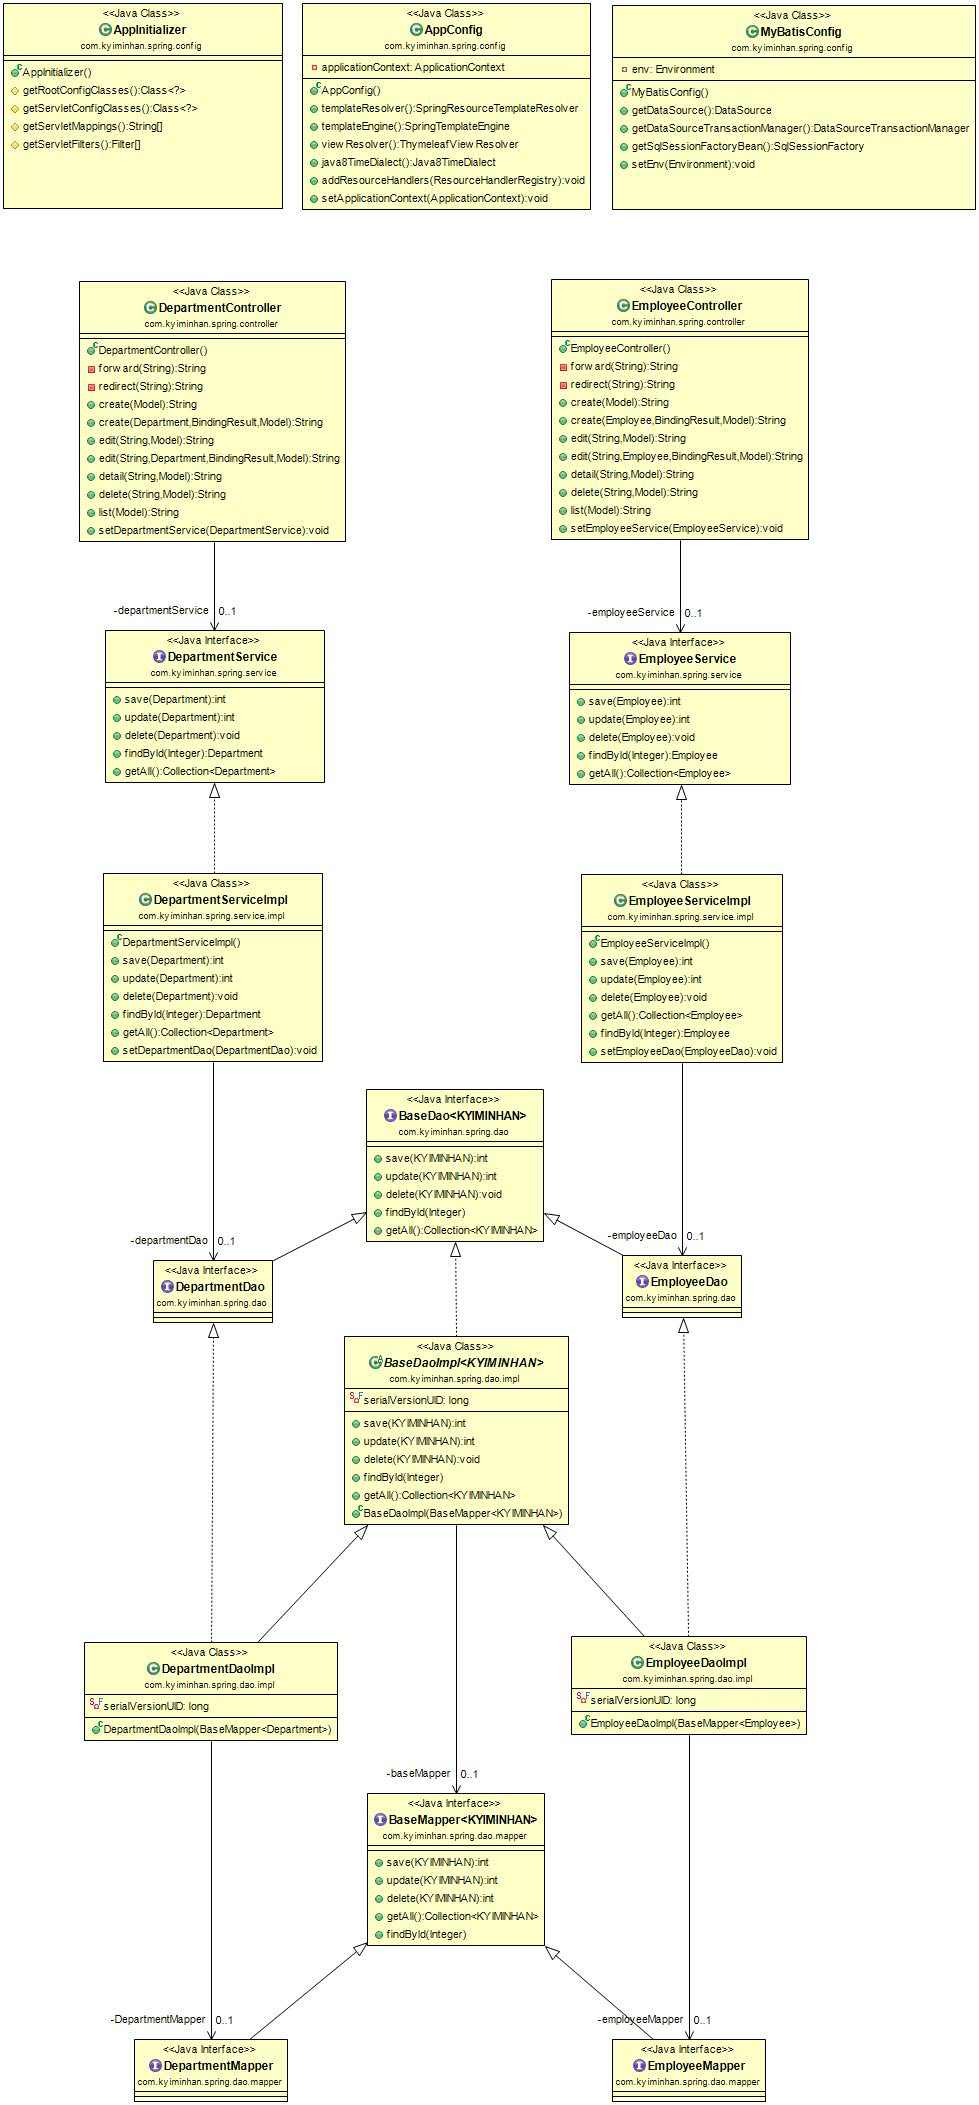 <<Java Class>>
AppInitializer
com.kyiminhan.spring.config
AppInitializer()
getRootConfigClasses():Class<?>
getServletConfigClasses():Class<?>
getServletMappings():String[]
getServletFilters():Filter[]
<<Java Class>>
AppConfig
com.kyiminhan.spring.config
applicationContext: ApplicationContext
AppConfig()
templateResolver():SpringResourceTemplateResolver
templateEngine():SpringTemplateEngine
viewResolver():ThymeleafViewResolver
java8TimeDialect():Java8TimeDialect
addResourceHandlers(ResourceHandlerRegistry):void
setApplicationContext(ApplicationContext):void
<<Java Class>>
MyBatisConfig
com.kyiminhan.spring.config
env: Environment
MyBatisConfig()
getDataSource():DataSource
getDataSourceTransactionManager():DataSourceTransactionManager
getSqlSessionFactoryBean():SqlSessionFactory
setEnv(Environment):void
<<Java Class>>
DepartmentController
com.kyiminhan.spring.controller
DepartmentController()
forward(String):String
redirect(String):String
create(Model):String
create(Department,BindingResult,Model):String
edit(String,Model):String
edit(String,Department,BindingResult,Model):String
detail(String,Model):String
delete(String,Model):String
list(Model):String
setDepartmentService(DepartmentService):void
<<Java Class>>
EmployeeController
com.kyiminhan.spring.controller
EmployeeController()
forward(String):String
redirect(String):String
create(Model):String
create(Employee,BindingResult,Model):String
edit(String,Model):String
edit(String,Employee,BindingResult,Model):String
detail(String,Model):String
delete(String,Model):String
list(Model):String
setEmployeeService(EmployeeService):void
-departmentService 0..1
-employeeService 0..1
<<Java Interface>>
DepartmentService
com.kyiminhan.spring.service
save(Department):int
update(Department):int
delete(Department):void
findById(Integer):Department
getAll():Collection<Department>
<<Java Interface>>
EmployeeService
com.kyiminhan.spring.service
save(Employee):int
update(Employee):int
delete(Employee):void
findById(Integer):Employee
getAll():Collection<Employee>
<<Java Class>>
DepartmentServiceImpl
com.kyiminhan.spring.service.impl
DepartmentServiceImpl()
save(Department):int
update(Department):int
delete(Department):void
findById(Integer):Department
getAll():Collection<Department>
setDepartmentDao(DepartmentDao):void
<<Java Class>>
EmployeeServiceImpl
com.kyiminhan.spring.service.impl
EmployeeServiceImpl()
save(Employee):int
update(Employee):int
delete(Employee):void
getAll():Collection<Employee>
findById(Integer):Employee
setEmployeeDao(EmployeeDao):void
<<Java Interface>>
BaseDao<KYIMINHAN>
com.kyiminhan.spring.dao
save(KYIMINHAN):int
update(KYIMINHAN):int
delete(KYIMINHAN):void
findById(Integer)
getAll():Collection<KYIMINHAN>
-departmentDao 0..1
-employeeDao 0..1
<<Java Interface>>
DepartmentDao
com.kyiminhan.spring.dao
<<Java Interface>>
EmployeeDao
com.kyiminhan.spring.dao
<<Java Class>>
BaseDaoImpl<KYIMINHAN>
com.kyiminhan.spring.dao.impl
serialVersionUID: long
save(KYIMINHAN):int
update(KYIMINHAN):int
delete(KYIMINHAN):void
findById(Integer)
getAll():Collection<KYIMINHAN>
BaseDaoImpl(BaseMapper<KYIMINHAN>)
<<Java Class>>
DepartmentDaoImpl
com.kyiminhan.spring.dao.impl
serialVersionUID: long
DepartmentDaoImpl(BaseMapper<Department>)
<<Java Class>>
EmployeeDaoImpl
com.kyiminhan.spring.dao.impl
serialVersionUID: long
EmployeeDaoImpl(BaseMapper<Employee>)
-baseMapper 0..1
<<Java Interface>>
BaseMapper<KYIMINHAN>
com.kyiminhan.spring.dao.mapper
save(KYIMINHAN):int
update(KYIMINHAN):int
delete(KYIMINHAN):int
getAll():Collection<KYIMINHAN>
findById(Integer)
-DepartmentMapper 0..1
-employeeMapper 0..1
<<Java Interface>>
DepartmentMapper
com.kyiminhan.spring.dao.mapper
<<Java Interface>>
EmployeeMapper
com.kyiminhan.spring.dao.mapper